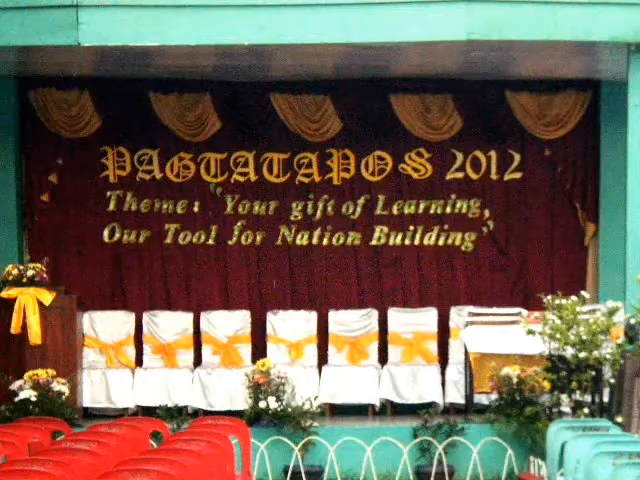 PAGTATAPOS 2012
Theme: "Your gift of Learning,
Our Tool for Nation Building"